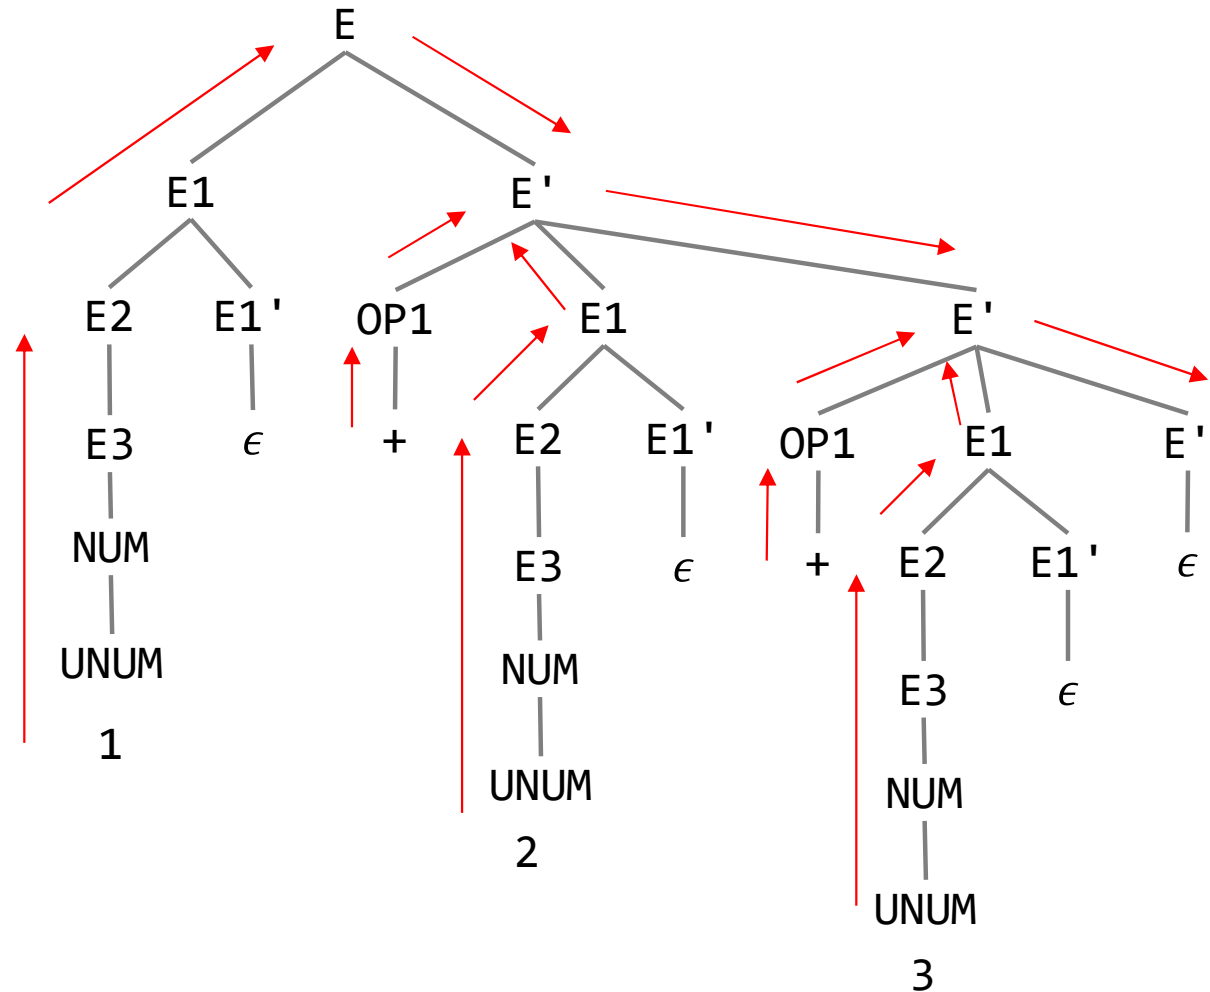 E
E1 E'
E2 E1' OP1 E1 E'
E3 ϵ + E2 E1' OP1 E1 E'
NUM E3 ϵ + E2 E1' ϵ
UNUM NUM E3 ϵ
1 UNUM NUM
2 UNUM
3